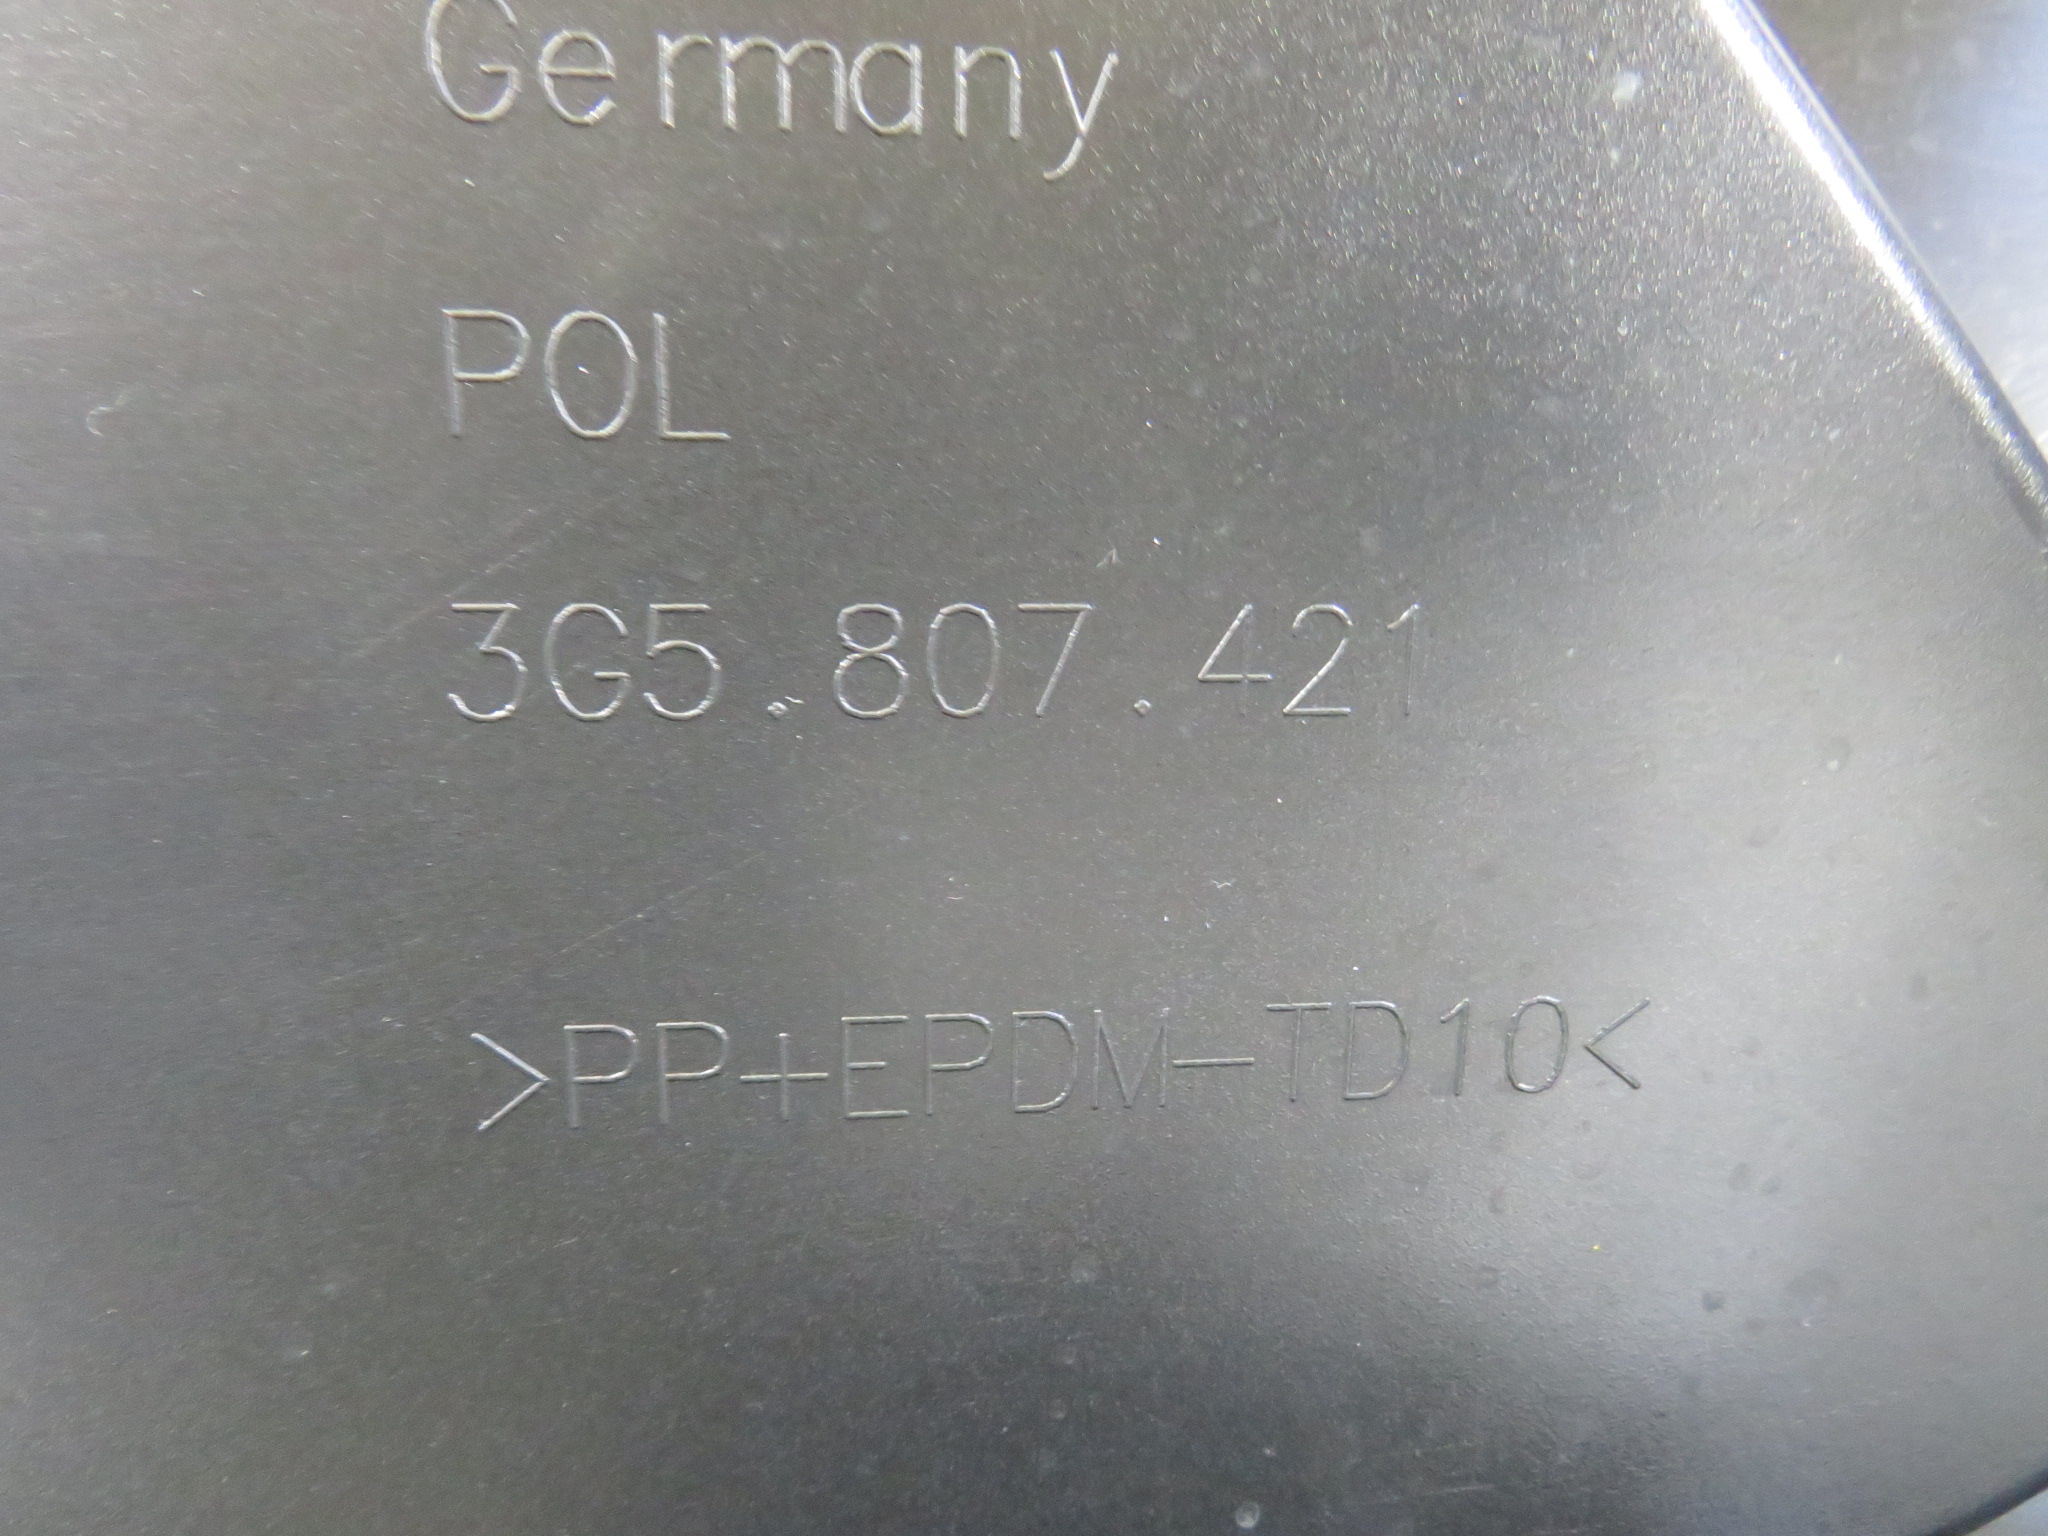 Germany
POL
3G5.807.421
>PP+EPDM-TD10<